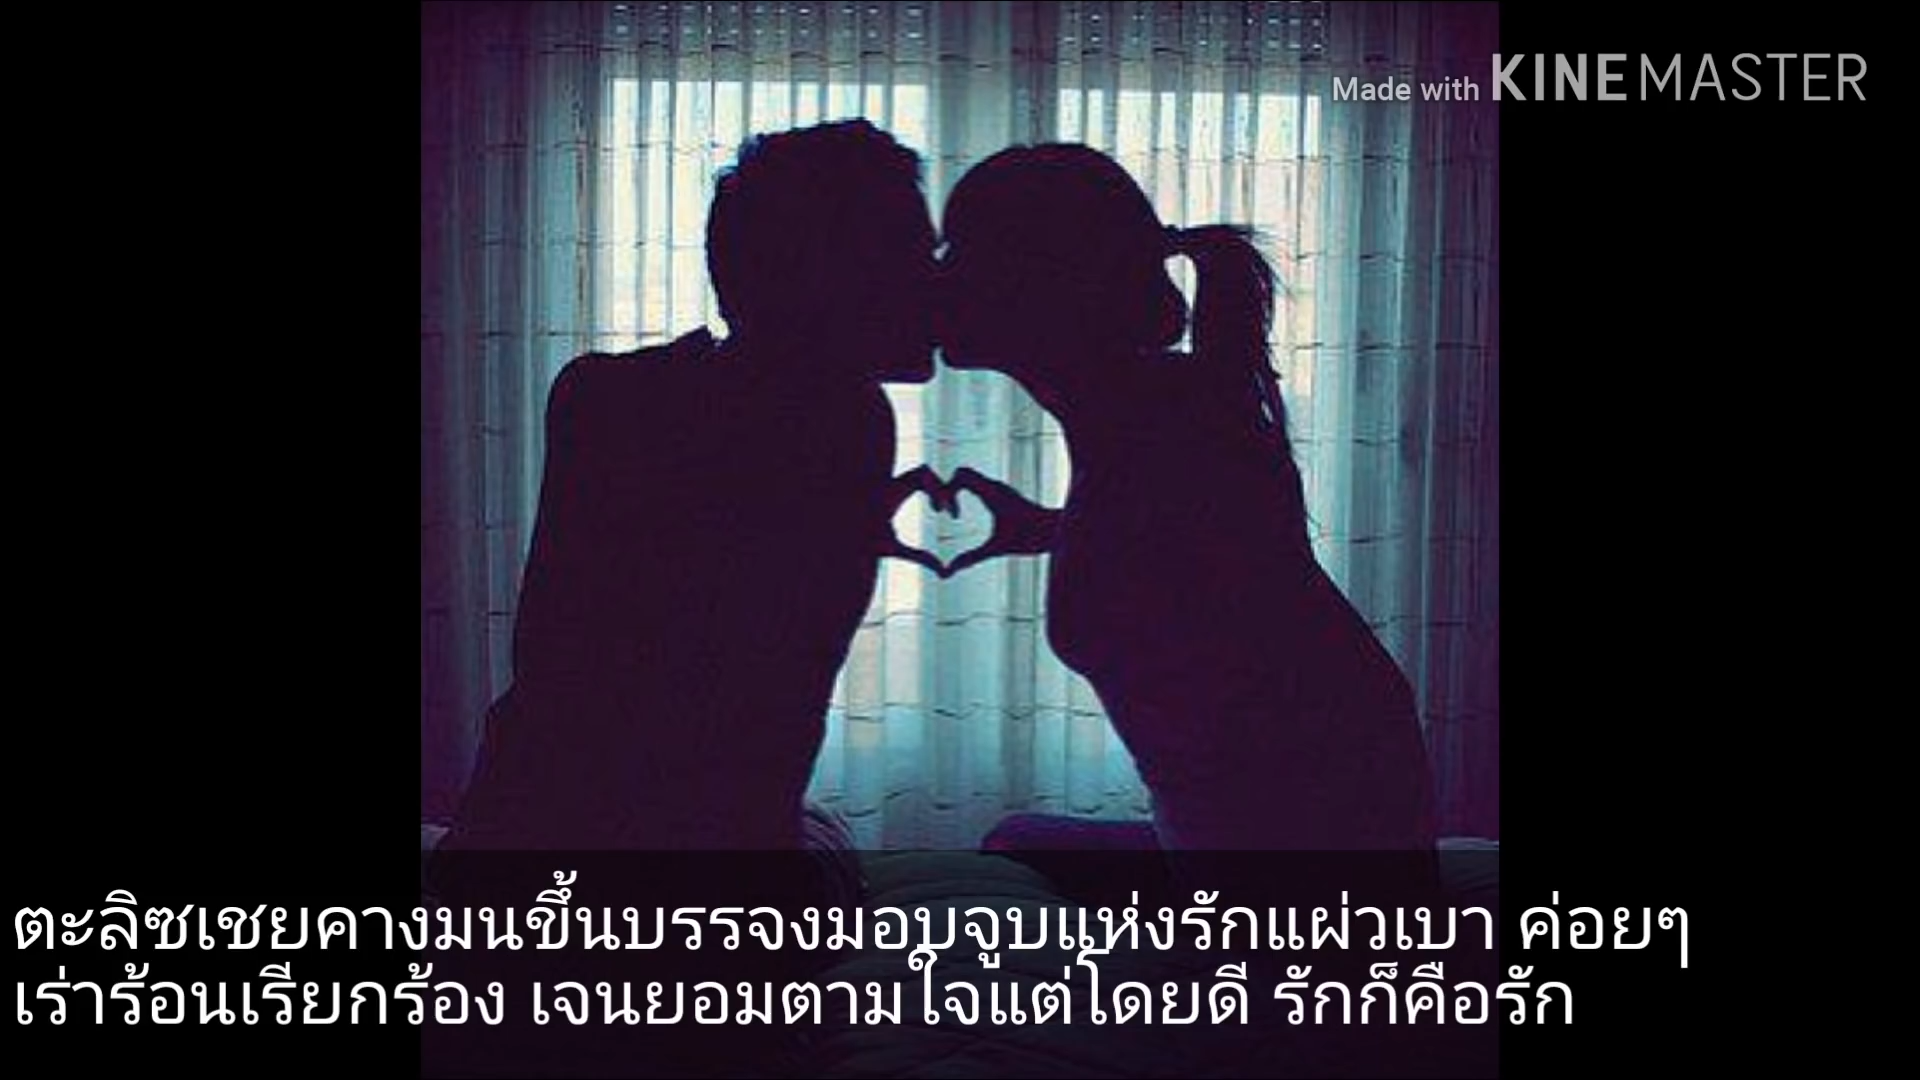 Made with KINEMASTER
ตะลิซเชยคางมนขึ้นบรรจงมอบจูบแห่งรักแผ่วเบา ค่อยๆ
เร่าร้อนเรียกร้อง เจนยอมตามใจแต่โดยดี รักก็คือรัก